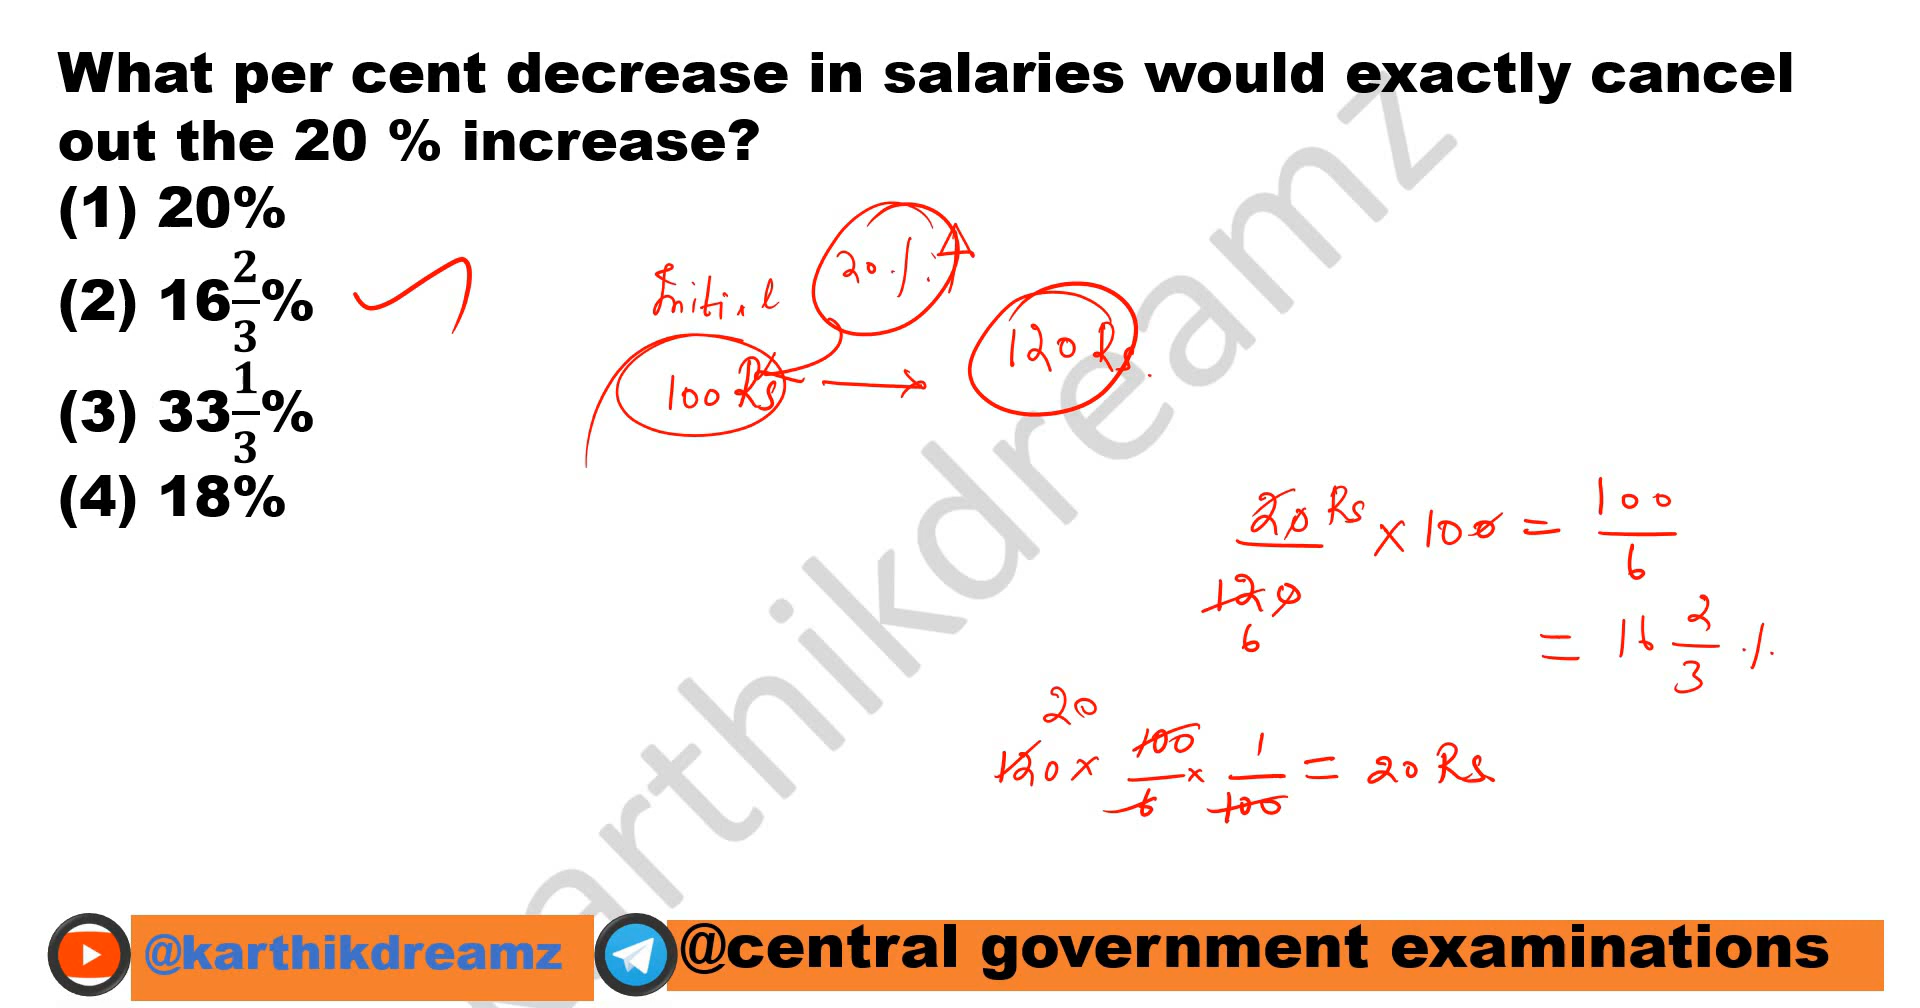 What per cent decrease in salaries would exactly cancel
out the 20 % increase?
(1) 20%
(2) 16 2/3 %
(3) 33 1/3 %
(4) 18%
Initial
20 %
100 Rs
120 Rs.
20 Rs / 120 × 100 = 100 / 6
6
= 16 2/3 %
20
120 × 100/6 × 1/100 = 20 Rs
karthikdreamz
@karthikdreamz
@central government examinations